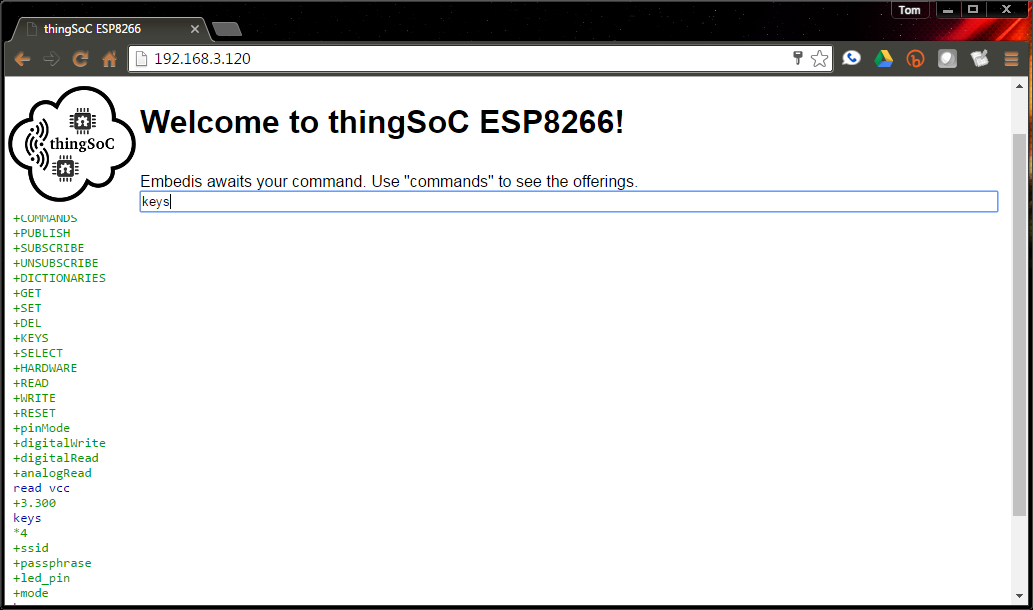 Tom
thingSoC ESP8266
192.168.3.120
thingSoC
Welcome to thingSoC ESP8266!
Embedis awaits your command. Use "commands" to see the offerings.
keys
+COMMANDS
+PUBLISH
+SUBSCRIBE
+UNSUBSCRIBE
+DICTIONARIES
+GET
+SET
+DEL
+KEYS
+SELECT
+HARDWARE
+READ
+WRITE
+RESET
+pinMode
+digitalWrite
+digitalRead
+analogRead
read vcc
+3.300
keys
*4
+ssid
+passphrase
+led_pin
+mode